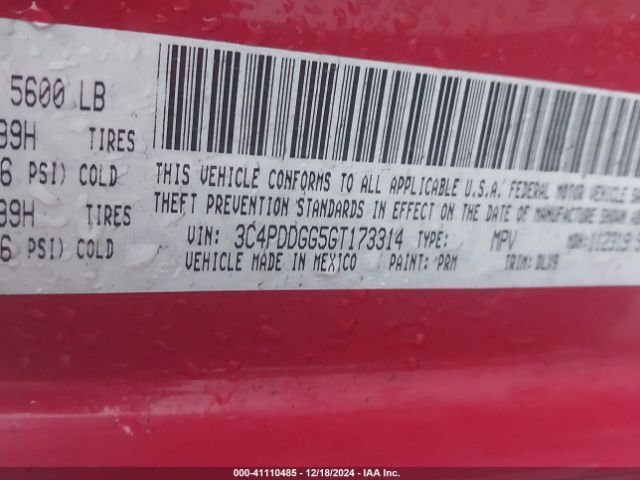 5600 LB
99H TIRES
6 PSI) COLD
99H TIRES
6 PSI) COLD
THIS VEHICLE CONFORMS TO ALL APPLICABLE U.S.A. FEDERAL MOTOR VEHICLE
THEFT PREVENTION STANDARDS IN EFFECT ON THE DATE OF MANUFACTURE SHOWN
VIN: 3C4PDDGG5GT173314 TYPE: MPV MDH: 112319
VEHICLE MADE IN MEXICO PAINT: PRM TRIM: DLX9
000-41110485 - 12/18/2024 - IAA Inc.